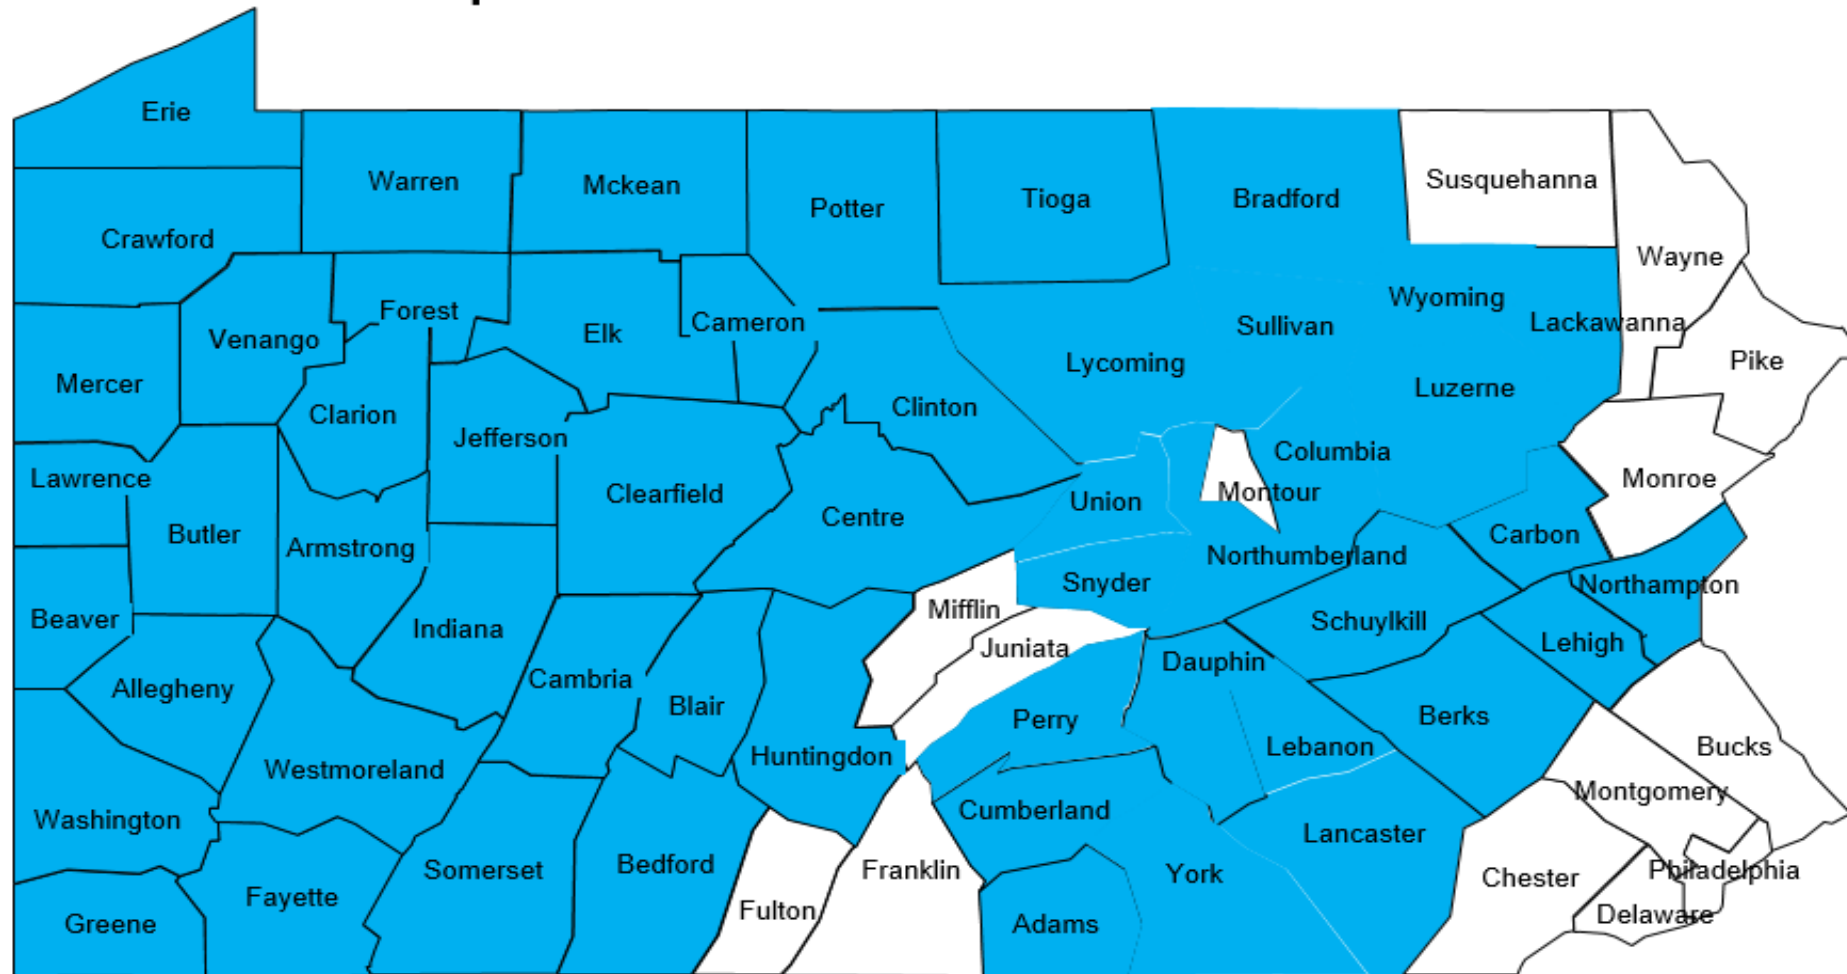 Erie
Warren
Mckean
Potter
Tioga
Bradford
Susquehanna
Wayne
Crawford
Forest
Venango
Elk
Cameron
Wyoming
Sullivan
Lackawanna
Pike
Mercer
Clarion
Clinton
Lycoming
Luzerne
Jefferson
Columbia
Lawrence
Clearfield
Centre
Union
Montour
Monroe
Butler
Armstrong
Northumberland
Carbon
Beaver
Indiana
Mifflin
Snyder
Schuylkill
Northampton
Juniata
Dauphin
Lehigh
Allegheny
Cambria
Blair
Perry
Berks
Westmoreland
Huntingdon
Lebanon
Bucks
Washington
Cumberland
Lancaster
Montgomery
Somerset
Bedford
Franklin
York
Chester
Philadelphia
Greene
Fayette
Fulton
Adams
Delaware